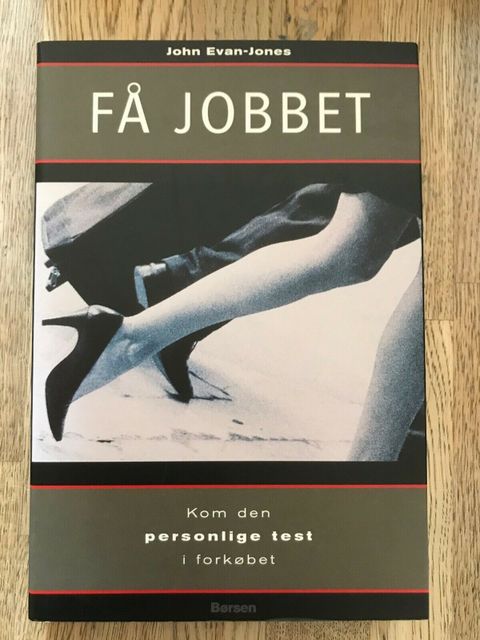 John Evan-Jones
FÅ JOBBET
Kom den
personlige test
i forkøbet
Børsen